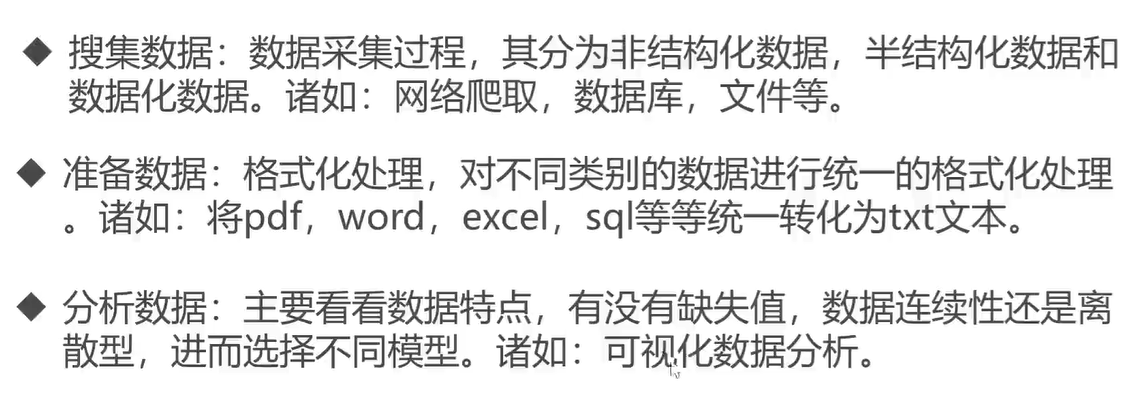 ◆ 搜集数据：数据采集过程，其分为非结构化数据，半结构化数据和
数据化数据。诸如：网络爬取，数据库，文件等。
◆ 准备数据：格式化处理，对不同类别的数据进行统一的格式化处理
。诸如：将pdf，word，excel，sql等等统一转化为txt文本。
◆ 分析数据：主要看看数据特点，有没有缺失值，数据连续性还是离
散型，进而选择不同模型。诸如：可视化数据分析。